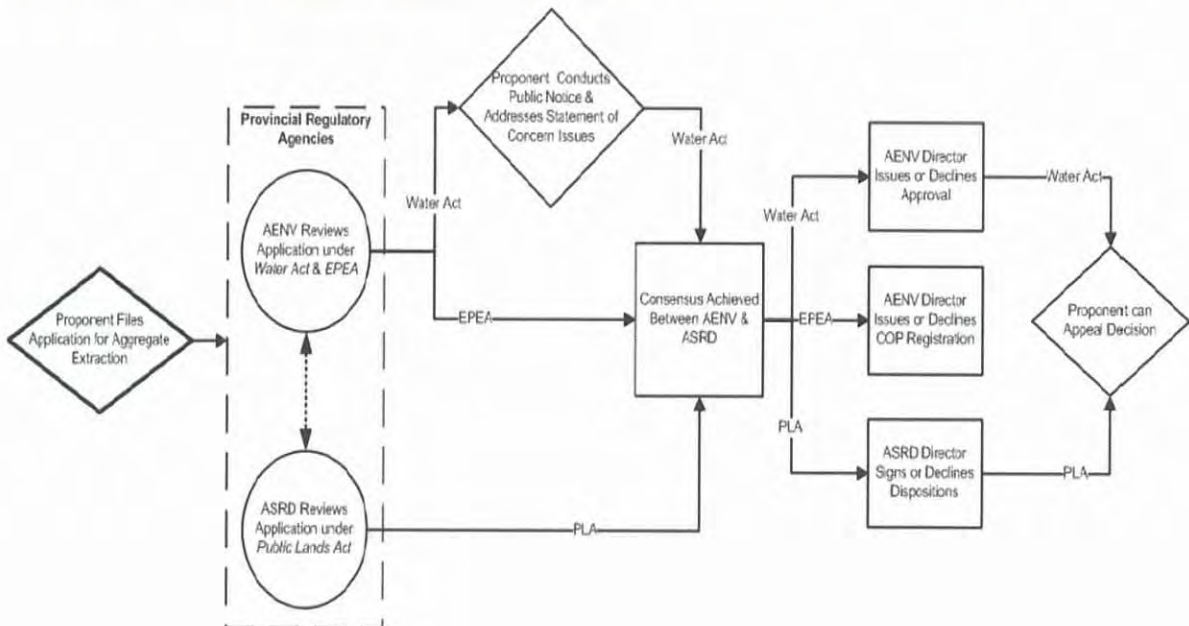 Proponent Files
Application for Aggregate
Extraction
Provincial Regulatory
Agencies
AENV Reviews
Application under
Water Act & EPEA
ASRD Reviews
Application under
Public Lands Act
Water Act
EPEA
PLA
Proponent Conducts
Public Notice &
Addresses Statement of
Concern Issues
Water Act
Consensus Achieved
Between AENV &
ASRD
Water Act
EPEA
PLA
AENV Director
Issues or Declines
Approval
AENV Director
Issues or Declines
COP Registration
ASRD Director
Signs or Declines
Dispositions
Water Act
PLA
Proponent can
Appeal Decision